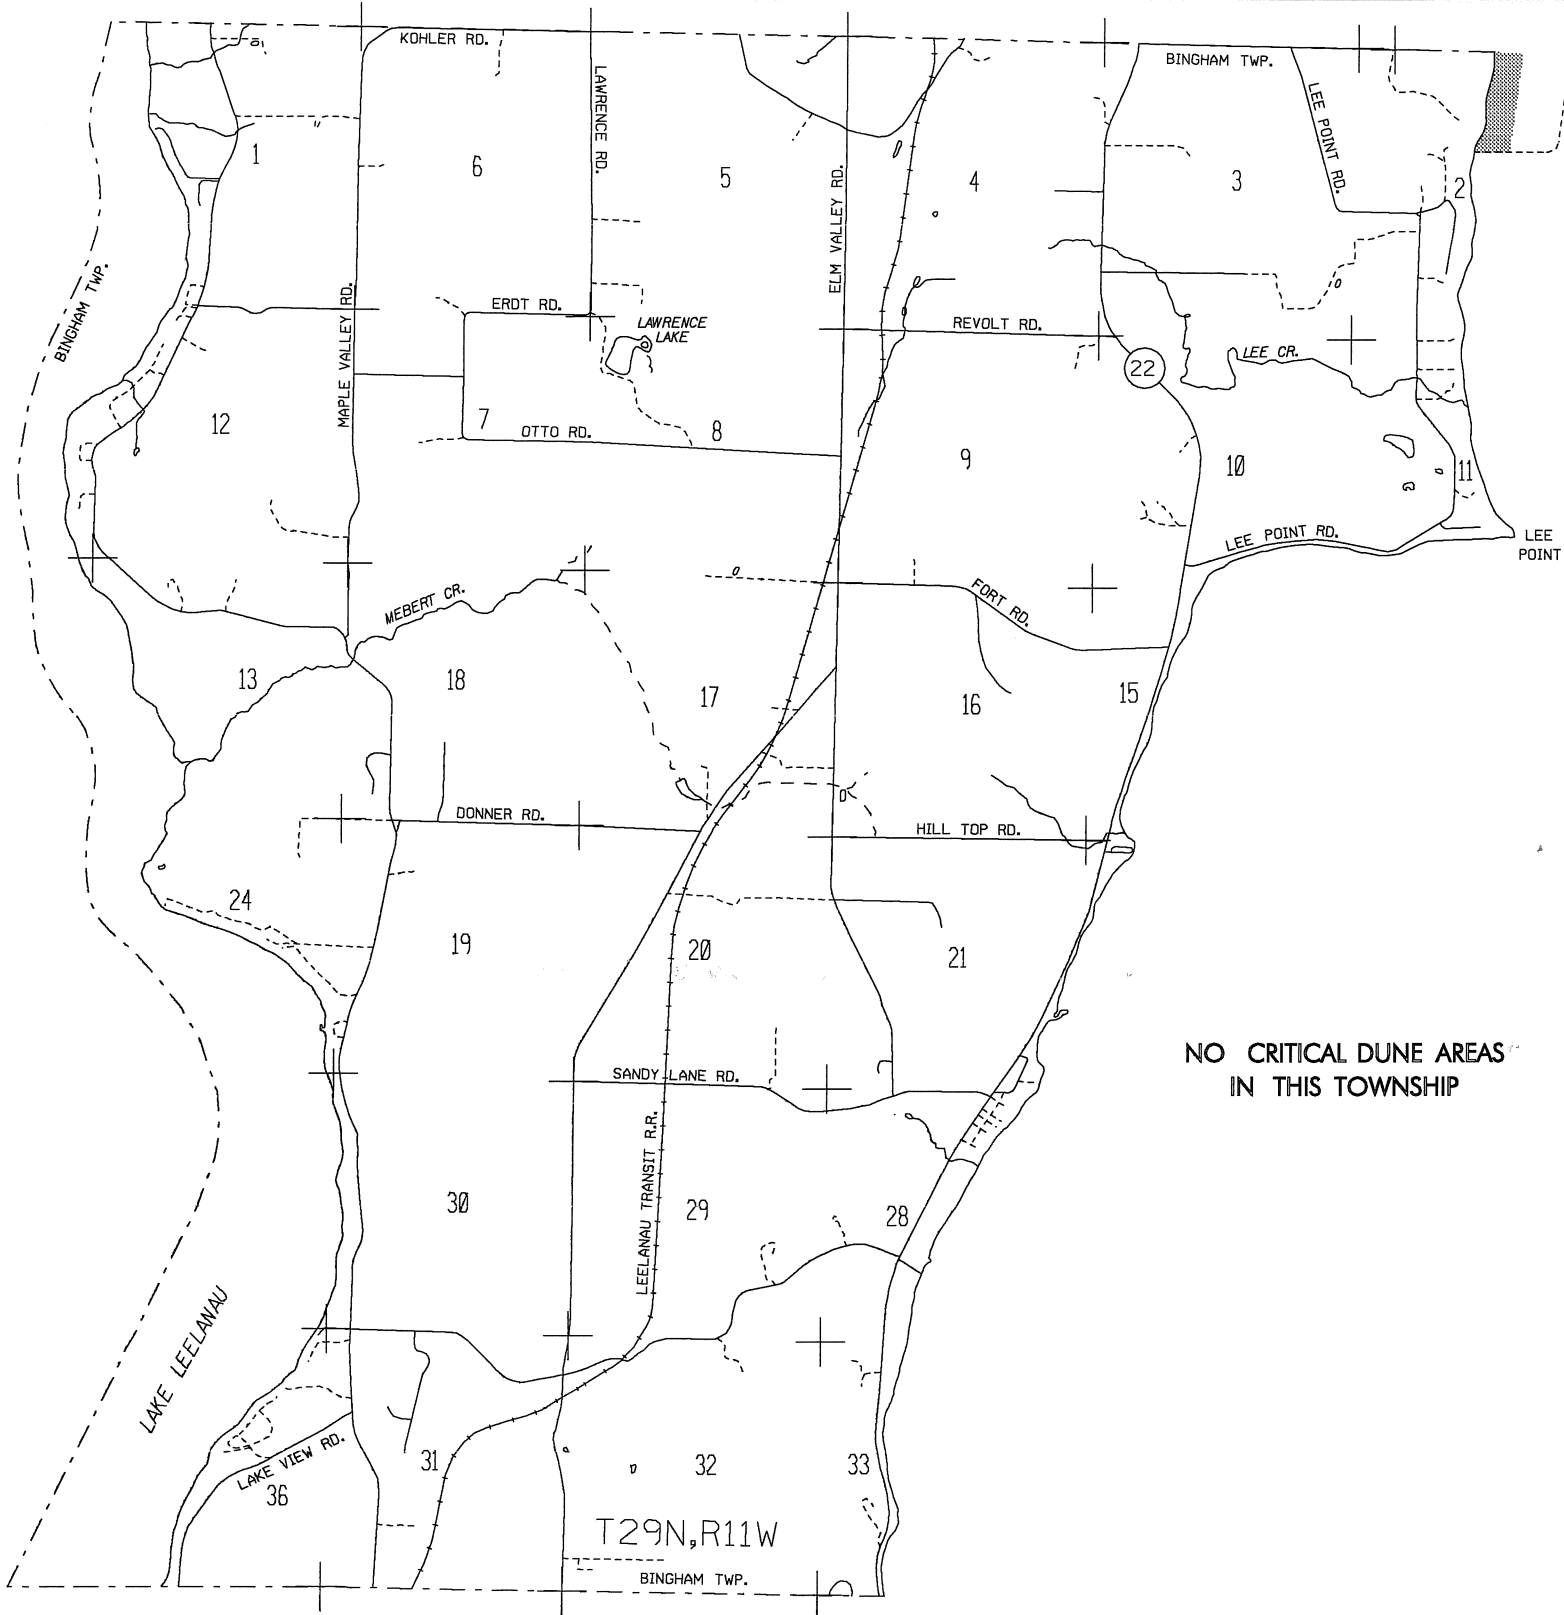 KOHLER RD.
BINGHAM TWP.
LAWRENCE RD.
LEE POINT RD.
1
6
5
4
3
2
ELM VALLEY RD.
BINGHAM TWP.
MAPLE VALLEY RD.
ERDT RD.
LAWRENCE
LAKE
REVOLT RD.
22
LEE CR.
12
7
OTTO RD.
8
9
10
11
LEE POINT RD.
LEE
POINT
MEBERT CR.
FORT RD.
13
18
17
16
15
DONNER RD.
HILL TOP RD.
24
19
20
21
NO CRITICAL DUNE AREAS
IN THIS TOWNSHIP
SANDY LANE RD.
LEELANAU TRANSIT R.R.
30
29
28
LAKE LEELANAU
LAKE VIEW RD.
31
32
33
36
T29N,R11W
BINGHAM TWP.